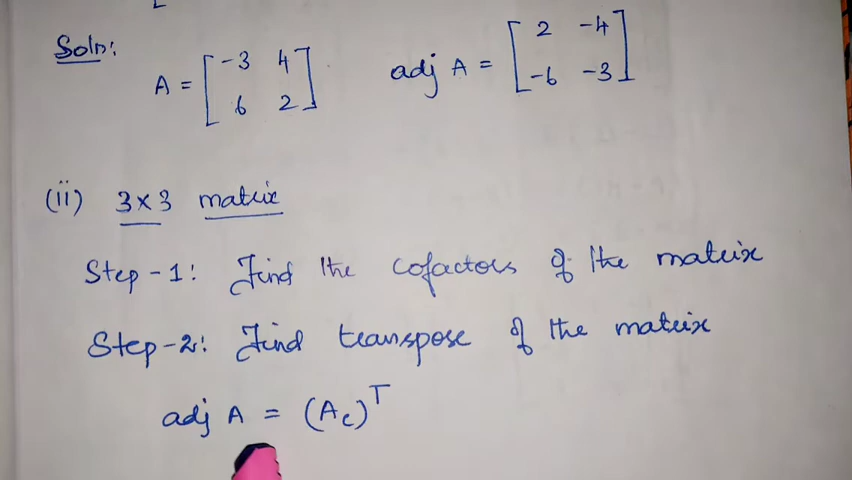 Soln:
A = [ -3 4 6 2 ] adj A = [ 2 -4 -6 -3 ]
(ii) 3×3 matrix
Step-1: Find the cofactors of the matrix
Step-2: Find transpose of the matrix
adj A = (Ac)^T